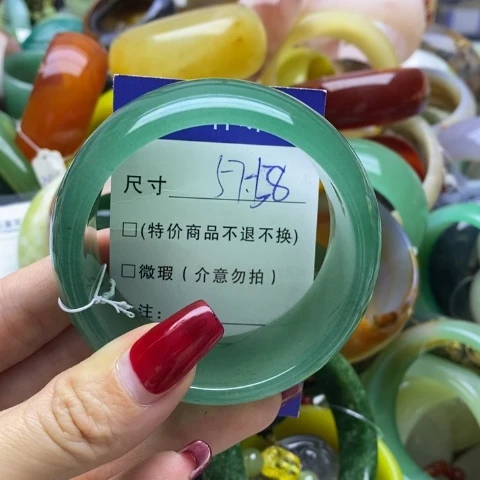 尺寸 57.58
□(特价商品不退不换)
□微瑕(介意勿拍)
注: